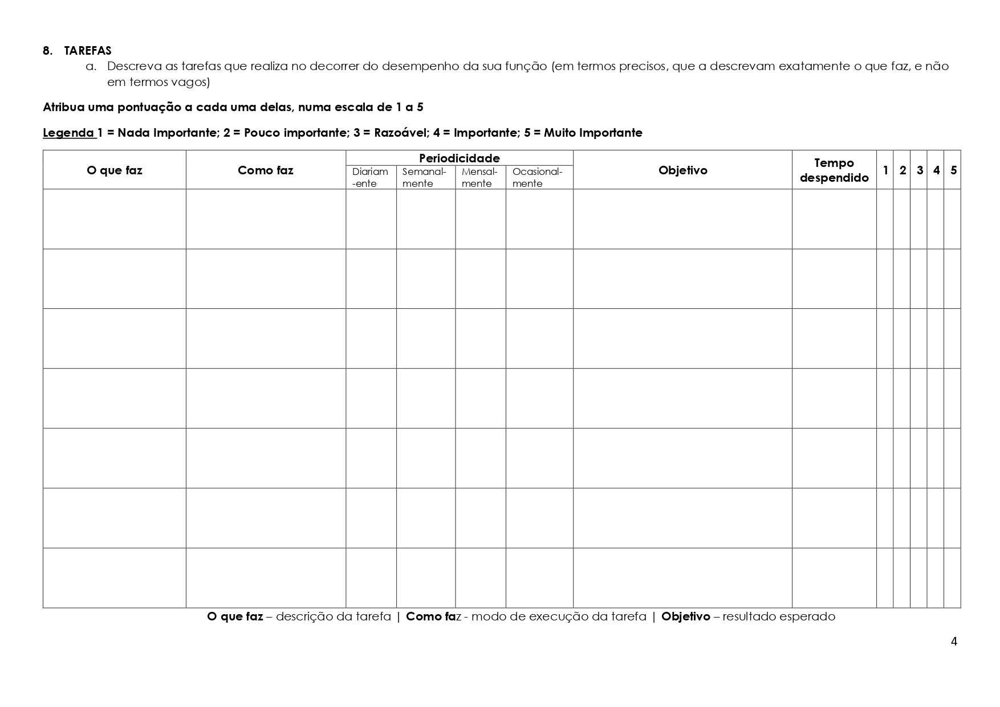 8. TAREFAS
a. Descreva as tarefas que realiza no decorrer do desempenho da sua função (em termos precisos, que a descrevam exatamente o que faz, e não
em termos vagos)
Atribua uma pontuação a cada uma delas, numa escala de 1 a 5
Legenda 1 = Nada Importante; 2 = Pouco importante; 3 = Razoável; 4 = Importante; 5 = Muito Importante
O que faz
Como faz
Periodicidade
Diariam
-ente
Semanal-
mente
Mensal-
mente
Ocasional-
mente
Objetivo
Tempo
despendido
1 2 3 4 5
O que faz – descrição da tarefa | Como faz - modo de execução da tarefa | Objetivo – resultado esperado
4